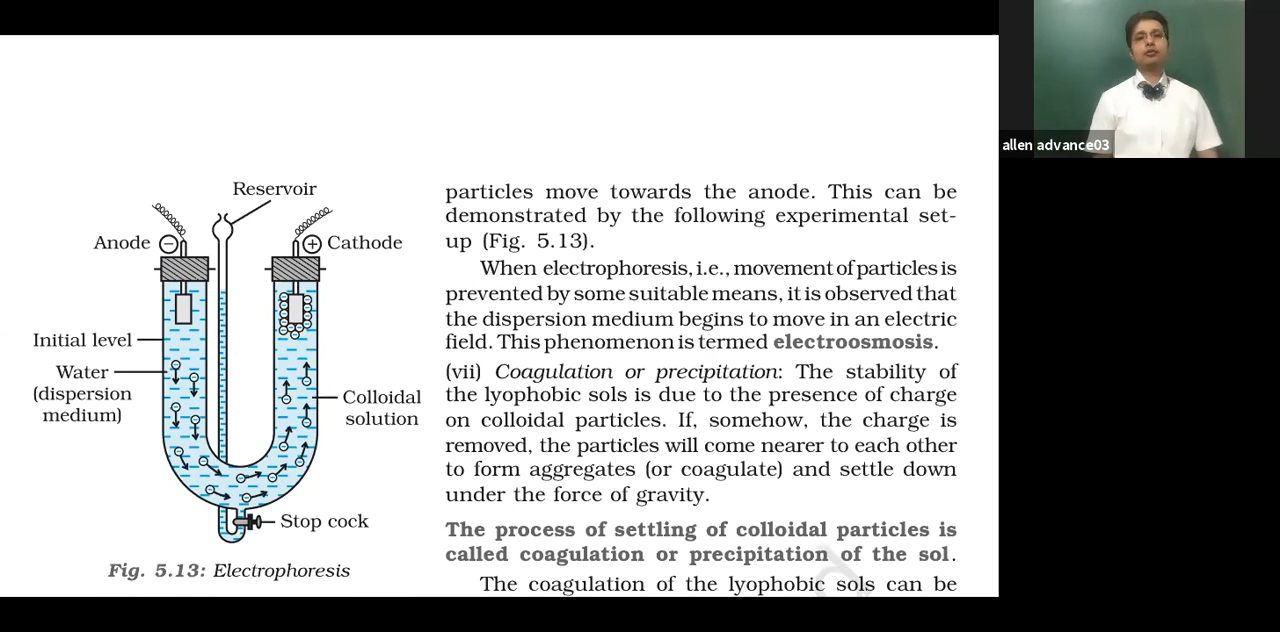 allen advance03
Reservoir
Anode
−
+
Cathode
Initial level
Water
(dispersion
medium)
Colloidal
solution
Stop cock
Fig. 5.13: Electrophoresis
particles move towards the anode. This can be
demonstrated by the following experimental set-
up (Fig. 5.13).
When electrophoresis, i.e., movement of particles is
prevented by some suitable means, it is observed that
the dispersion medium begins to move in an electric
field. This phenomenon is termed electroosmosis.
(vii) Coagulation or precipitation: The stability of
the lyophobic sols is due to the presence of charge
on colloidal particles. If, somehow, the charge is
removed, the particles will come nearer to each other
to form aggregates (or coagulate) and settle down
under the force of gravity.
The process of settling of colloidal particles is
called coagulation or precipitation of the sol.
The coagulation of the lyophobic sols can be